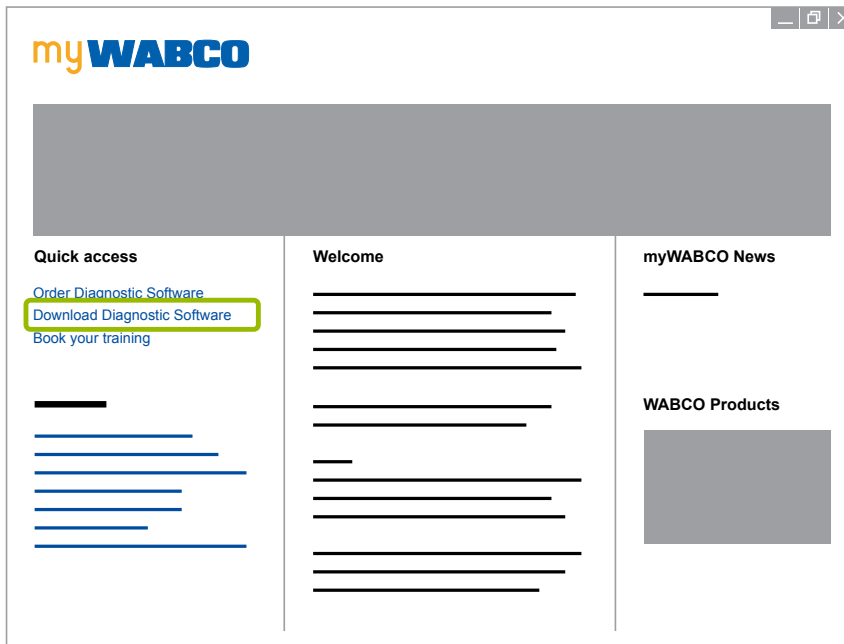 myWABCO
Quick access
Order Diagnostic Software
Download Diagnostic Software
Book your training
Welcome
myWABCO News
WABCO Products